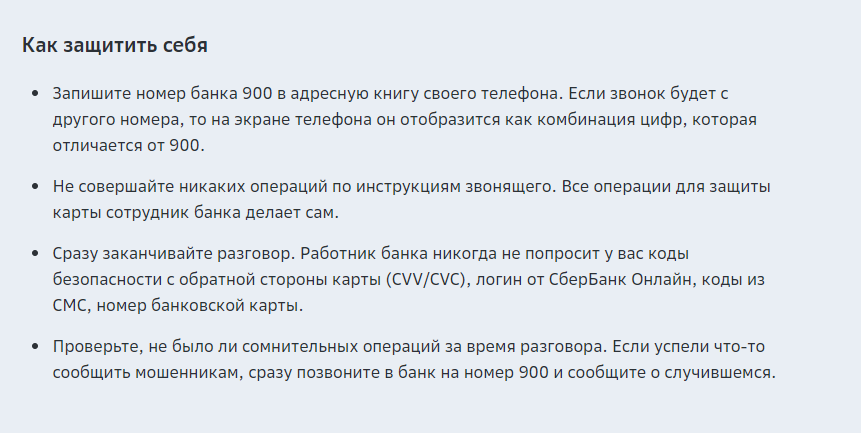 Как защитить себя
Запишите номер банка 900 в адресную книгу своего телефона. Если звонок будет с
другого номера, то на экране телефона он отобразится как комбинация цифр, которая
отличается от 900.
Не совершайте никаких операций по инструкциям звонящего. Все операции для защиты
карты сотрудник банка делает сам.
Сразу заканчивайте разговор. Работник банка никогда не попросит у вас коды
безопасности с обратной стороны карты (CVV/CVC), логин от СберБанк Онлайн, коды из
СМС, номер банковской карты.
Проверьте, не было ли сомнительных операций за время разговора. Если успели что-то
сообщить мошенникам, сразу позвоните в банк на номер 900 и сообщите о случившемся.